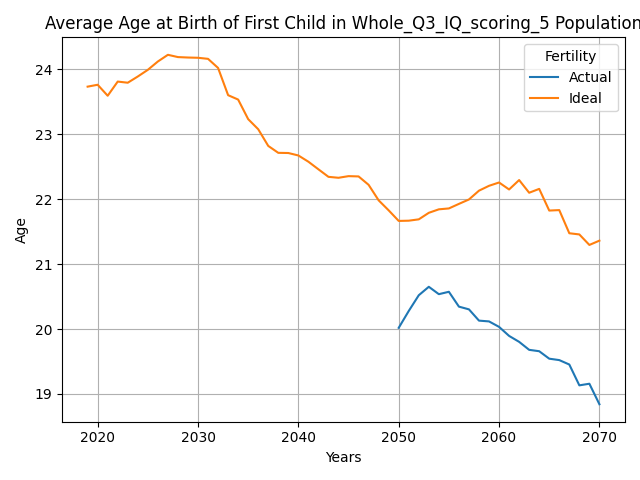 Average Age at Birth of First Child in Whole_Q3_IQ_scoring_5 Population
Fertility
Actual
Ideal
24
23
22
21
20
19
Age
2020 2030 2040 2050 2060 2070
Years